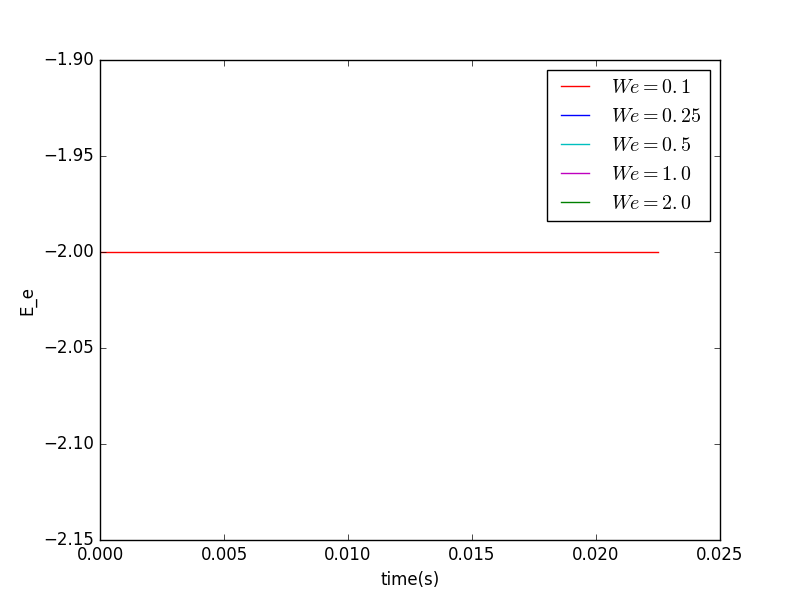 −1.90
−1.95
−2.00
−2.05
−2.10
−2.15
E_e
We = 0.1
We = 0.25
We = 0.5
We = 1.0
We = 2.0
0.000 0.005 0.010 0.015 0.020 0.025
time(s)